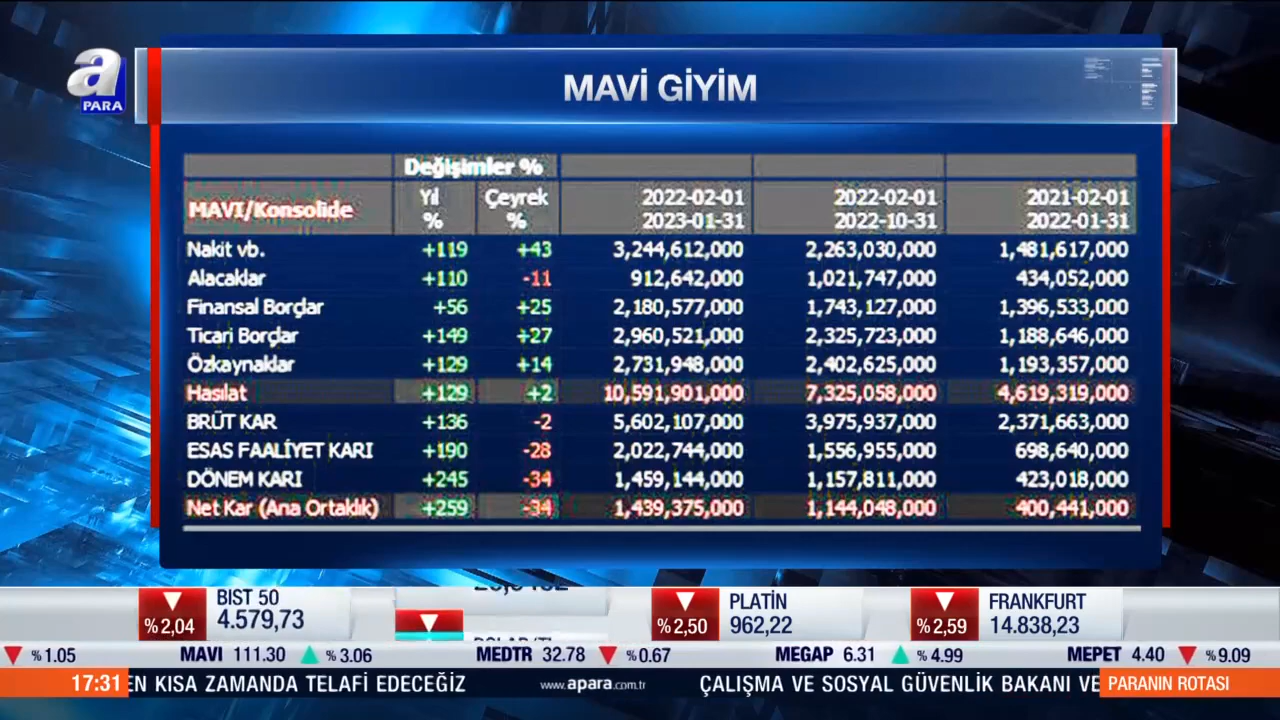 a
PARA
MAVİ GİYİM
Değişimler %
MAVI/Konsolide Yıl % Çeyrek % 2022-02-01 2023-01-31 2022-02-01 2022-10-31 2021-02-01 2022-01-31
Nakit vb. +119 +43 3,244,612,000 2,263,030,000 1,481,617,000
Alacaklar +110 -11 912,642,000 1,021,747,000 434,052,000
Finansal Borçlar +56 +25 2,180,577,000 1,743,127,000 1,396,533,000
Ticari Borçlar +149 +27 2,960,521,000 2,325,723,000 1,188,646,000
Özkaynaklar +129 +14 2,731,948,000 2,402,625,000 1,193,357,000
Hasılat +129 +2 10,591,901,000 7,325,058,000 4,619,319,000
BRÜT KAR +136 -2 5,602,107,000 3,975,937,000 2,371,663,000
ESAS FAALİYET KARI +190 -28 2,022,744,000 1,556,955,000 698,640,000
DÖNEM KARI +245 -34 1,459,144,000 1,157,811,000 423,018,000
Net Kar (Ana Ortaklık) +259 -34 1,439,375,000 1,144,048,000 400,441,000
%2,04 BIST 50 4.579,73
%2,50 PLATİN 962,22
%2,59 FRANKFURT 14.838,23
%1.05 MAVI 111.30 %3.06 MEDTR 32.78 %0.67 MEGAP 6.31 %4.99 MEPET 4.40 %9.09
17:31 EN KISA ZAMANDA TELAFİ EDECEĞİZ www.apara.com.tr ÇALIŞMA VE SOSYAL GÜVENLİK BAKANI VE PARANIN ROTASI